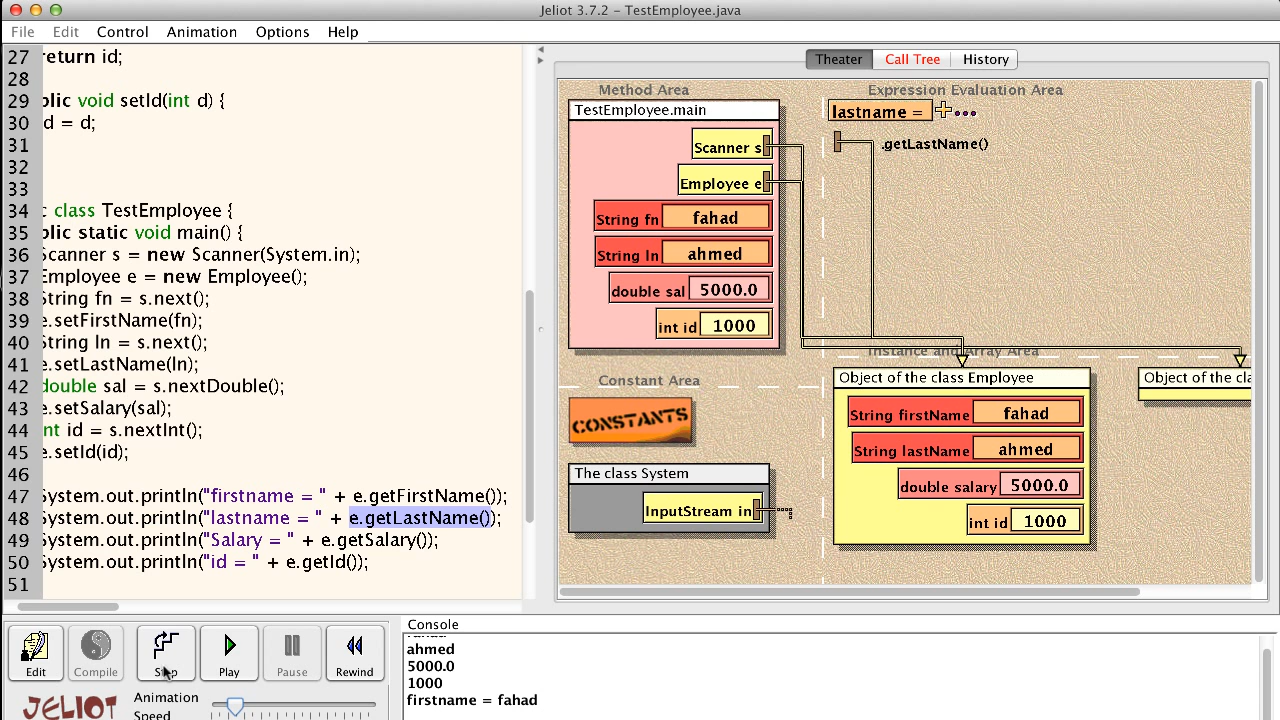 Jeliot 3.7.2 – TestEmployee.java
File Edit Control Animation Options Help
27 return id;
28
29 blic void setId(int d) {
30 d = d;
31
32
33
34 c class TestEmployee {
35 blic static void main() {
36 Scanner s = new Scanner(System.in);
37 Employee e = new Employee();
38 String fn = s.next();
39 e.setFirstName(fn);
40 String ln = s.next();
41 e.setLastName(ln);
42 double sal = s.nextDouble();
43 e.setSalary(sal);
44 nt id = s.nextInt();
45 e.setId(id);
46
47 System.out.println("firstname = " + e.getFirstName());
48 System.out.println("lastname = " + e.getLastName());
49 System.out.println("Salary = " + e.getSalary());
50 System.out.println("id = " + e.getId());
51
Theater Call Tree History
Method Area
TestEmployee.main
Scanner s
Employee e
String fn fahad
String ln ahmed
double sal 5000.0
int id 1000
Expression Evaluation Area
lastname = + •••
.getLastName()
Constant Area
CONSTANTS
The class System
InputStream in
Instance and Array Area
Object of the class Employee
String firstName fahad
String lastName ahmed
double salary 5000.0
int id 1000
Object of the cla
Edit Compile Step Play Pause Rewind
JELIOT
Animation
Speed
Console
fahad
ahmed
5000.0
1000
firstname = fahad